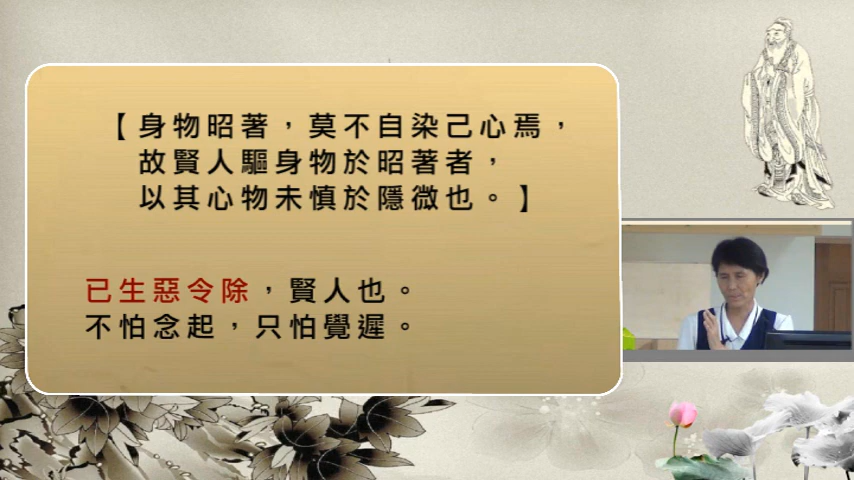 【身物昭著，莫不自染己心焉，
故賢人驅身物於昭著者，
以其心物未慎於隱微也。】
已生惡令除，賢人也。
不怕念起，只怕覺遲。